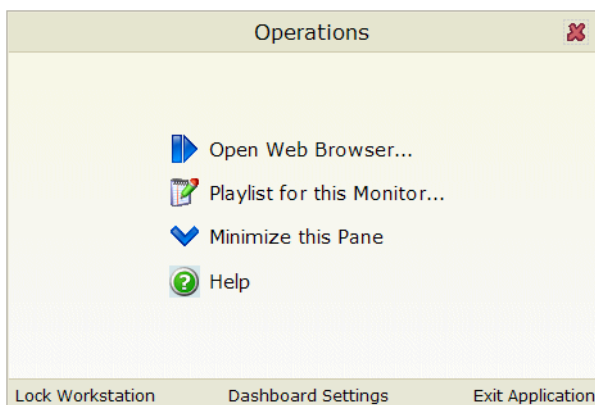 Operations
Open Web Browser...
Playlist for this Monitor...
Minimize this Pane
Help
Lock Workstation Dashboard Settings Exit Application